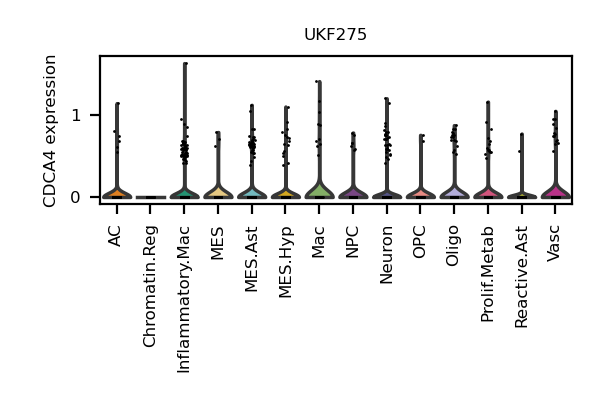 UKF275
CDCA4 expression
1
0
AC
Chromatin.Reg
Inflammatory.Mac
MES
MES.Ast
MES.Hyp
Mac
NPC
Neuron
OPC
Oligo
Prolif.Metab
Reactive.Ast
Vasc